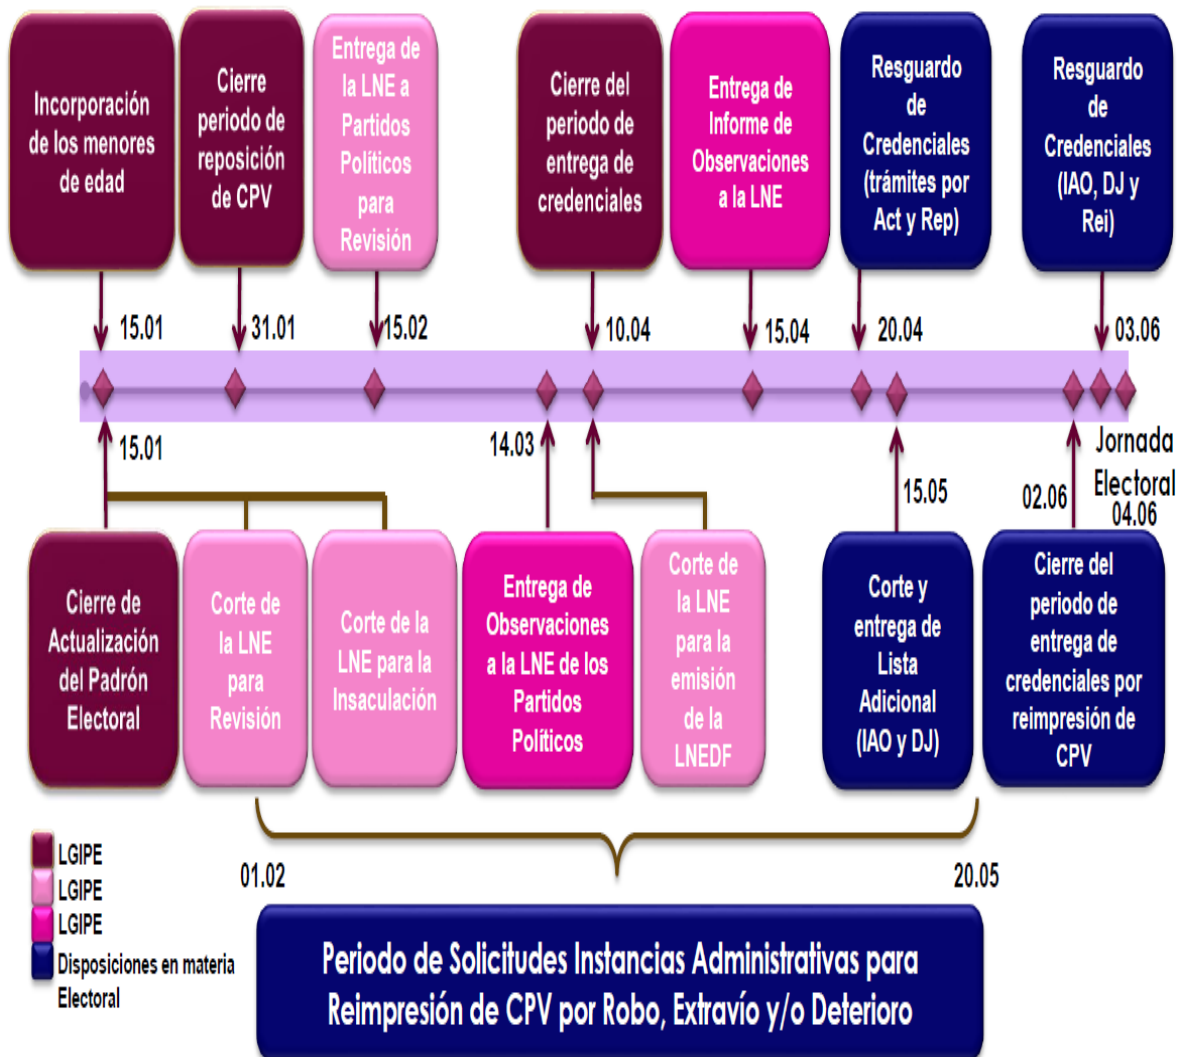 Incorporación
de los menores
de edad
Cierre
periodo de
reposición
de CPV
Entrega de
la LNE a
Partidos
Políticos
para
Revisión
Cierre del
periodo de
entrega de
credenciales
Entrega de
Informe de
Observaciones
a la LNE
Resguardo
de
Credenciales
(trámites por
Act y Rep)
Resguardo
de
Credenciales
(IAO, DJ y
Rei)
15.01
31.01
15.02
10.04
15.04
20.04
03.06
15.01
14.03
15.05
02.06
Jornada
Electoral
04.06
Cierre de
Actualización
del Padrón
Electoral
Corte de
la LNE
para
Revisión
Corte de la
LNE para la
Insaculación
Entrega de
Observaciones
a la LNE de los
Partidos
Políticos
Corte de
la LNE
para la
emisión
de la
LNEDF
Corte y
entrega de
Lista
Adicional
(IAO y DJ)
Cierre del
periodo de
entrega de
credenciales por
reimpresión de
CPV
LGIPE
LGIPE
LGIPE
Disposiciones en materia
Electoral
01.02
20.05
Periodo de Solicitudes Instancias Administrativas para
Reimpresión de CPV por Robo, Extravío y/o Deterioro